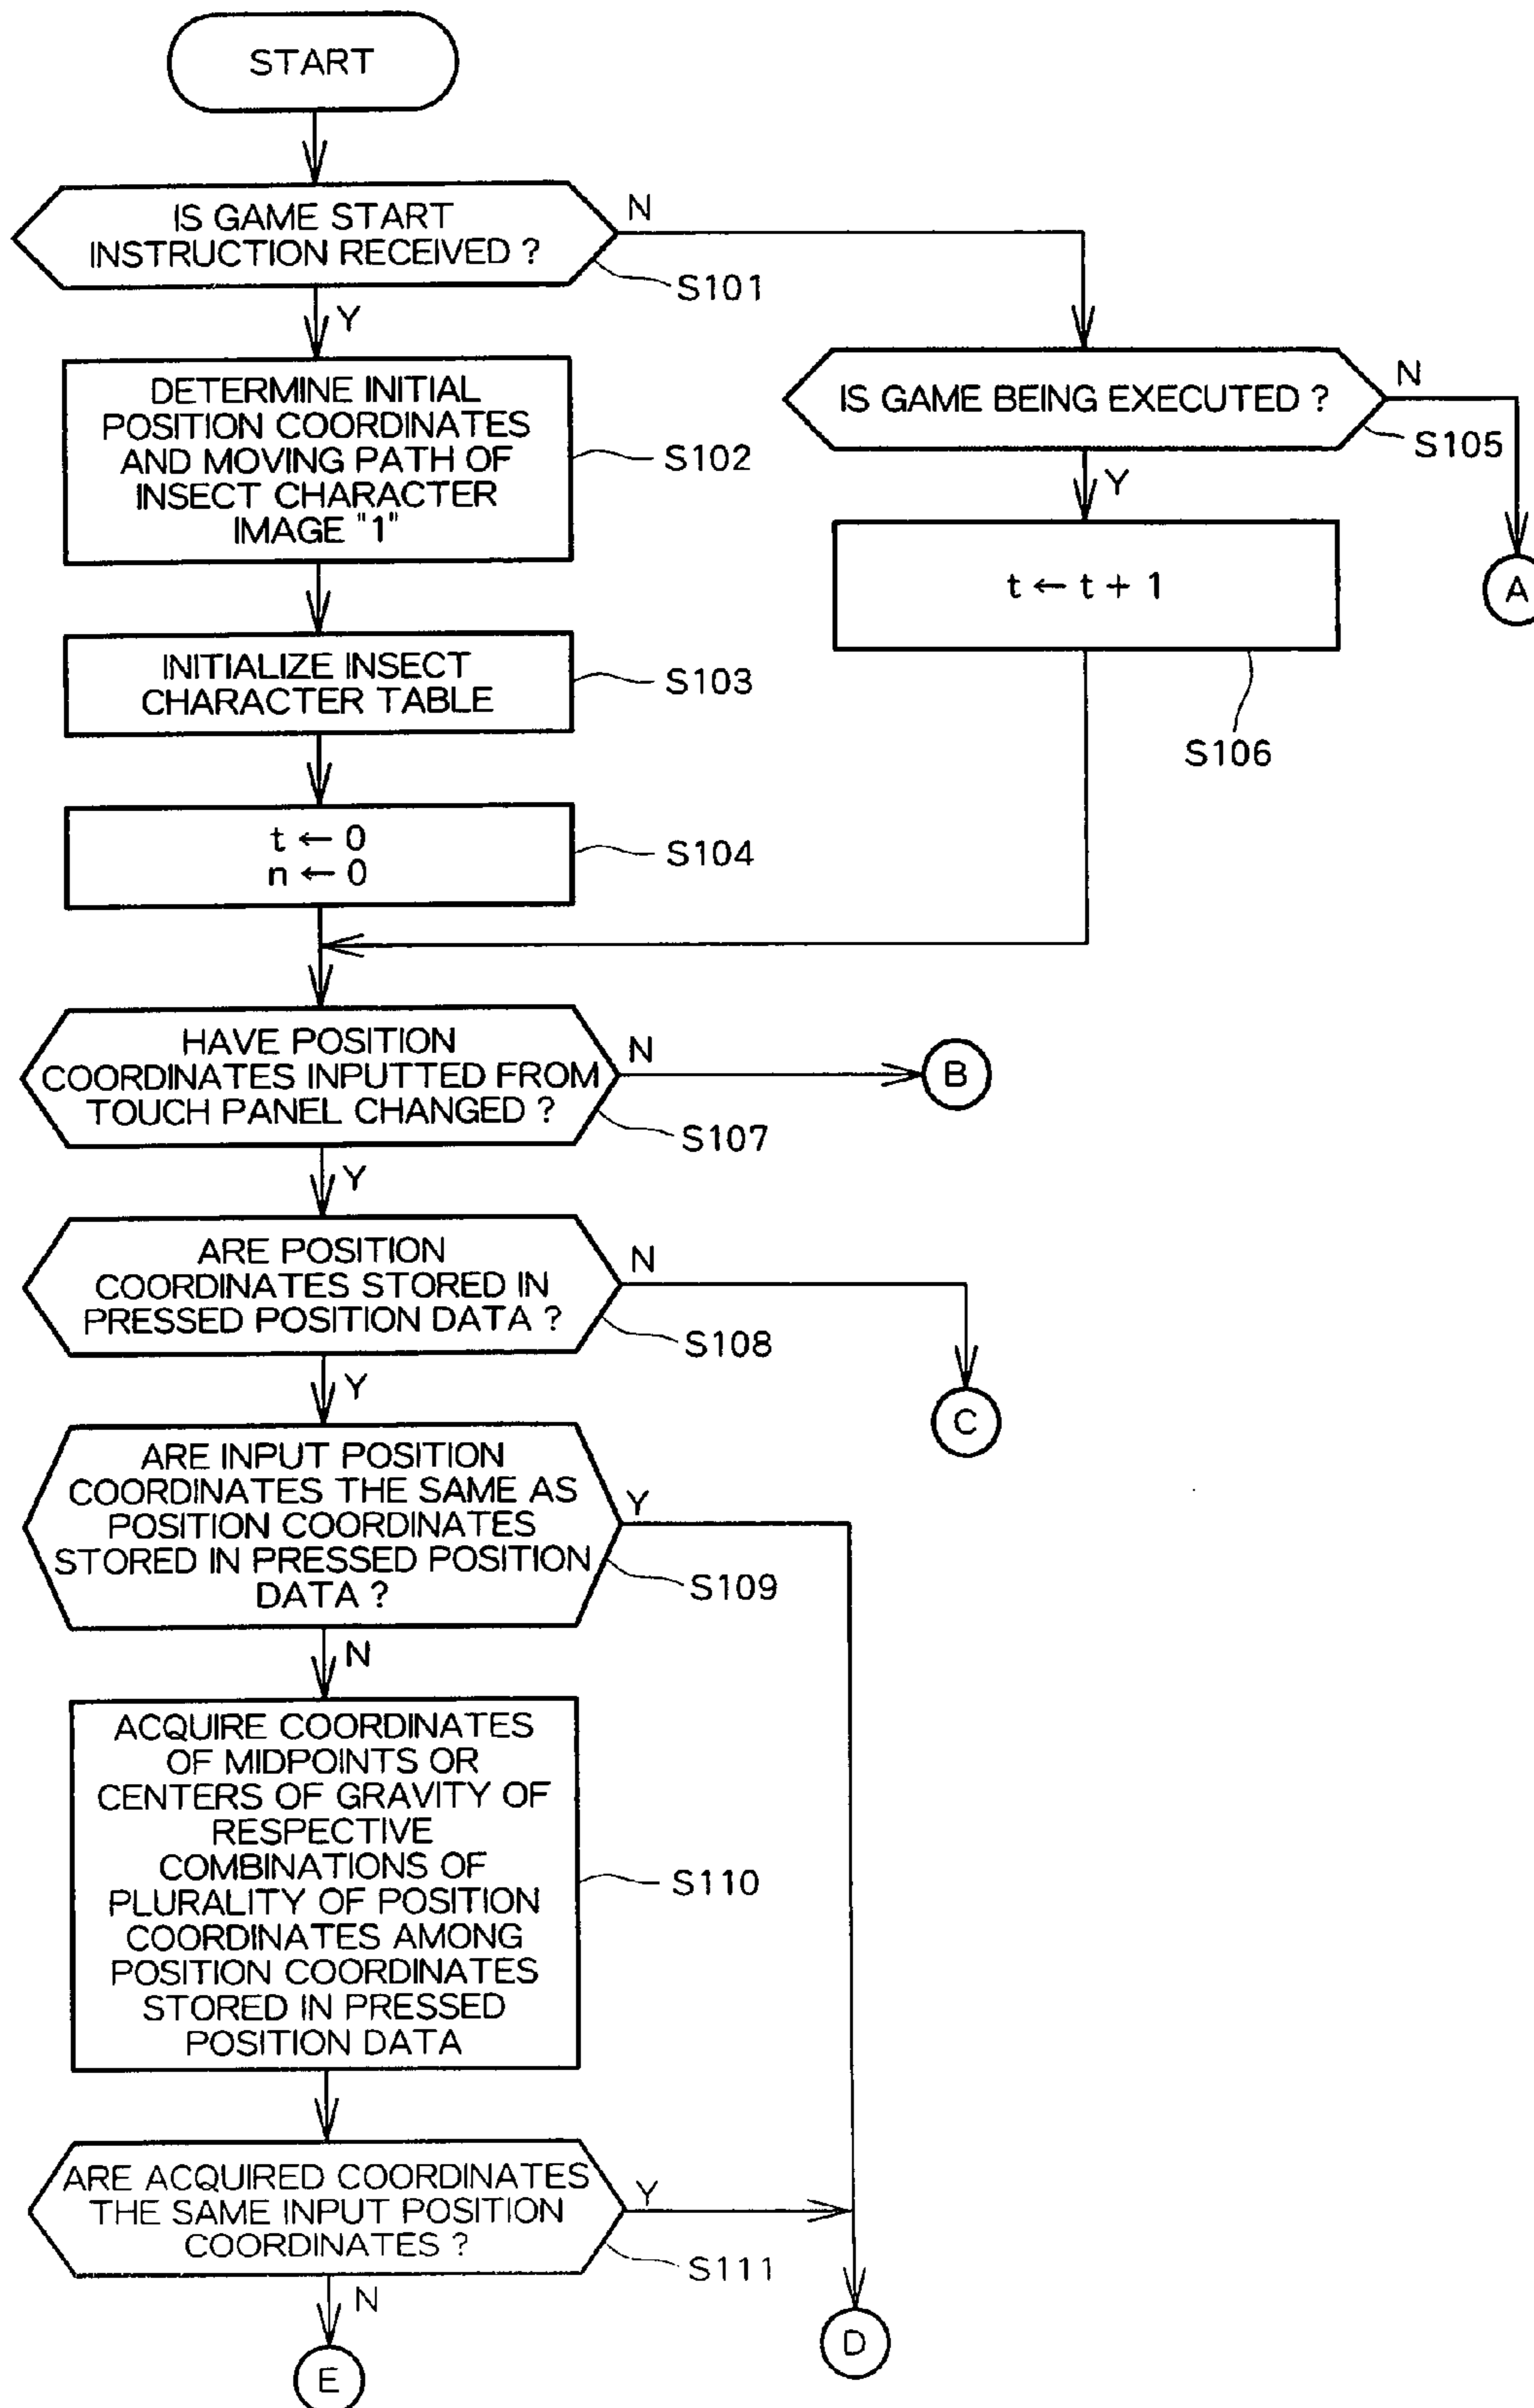 START
IS GAME START
INSTRUCTION RECEIVED ?
N
S101
Y
DETERMINE INITIAL
POSITION COORDINATES
AND MOVING PATH OF
INSECT CHARACTER
IMAGE "1"
S102
IS GAME BEING EXECUTED ?
N
S105
Y
t ← t + 1
A
S106
INITIALIZE INSECT
CHARACTER TABLE
S103
t ← 0
n ← 0
S104
HAVE POSITION
COORDINATES INPUTTED FROM
TOUCH PANEL CHANGED ?
N
B
S107
Y
ARE POSITION
COORDINATES STORED IN
PRESSED POSITION DATA ?
N
S108
C
Y
ARE INPUT POSITION
COORDINATES THE SAME AS
POSITION COORDINATES
STORED IN PRESSED POSITION
DATA ?
Y
S109
N
ACQUIRE COORDINATES
OF MIDPOINTS OR
CENTERS OF GRAVITY OF
RESPECTIVE
COMBINATIONS OF
PLURALITY OF POSITION
COORDINATES AMONG
POSITION COORDINATES
STORED IN PRESSED
POSITION DATA
S110
ARE ACQUIRED COORDINATES
THE SAME INPUT POSITION
COORDINATES ?
Y
S111
N
D
E